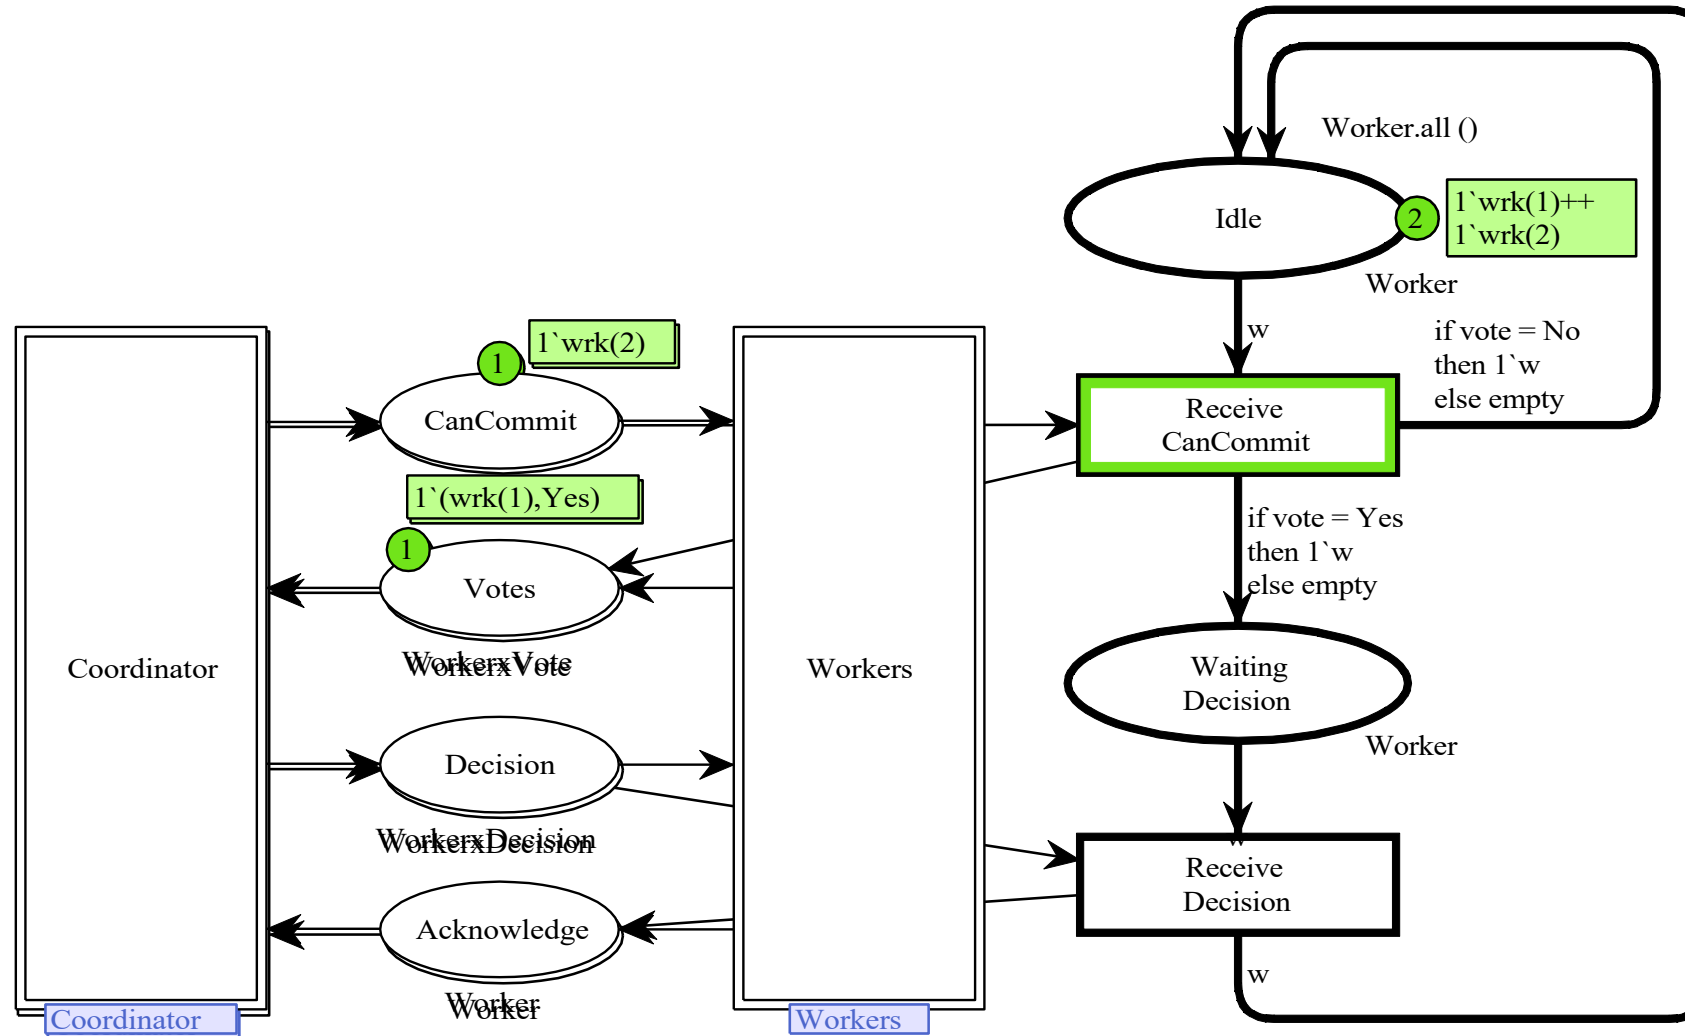 Worker.all ()
Idle
2
1`wrk(1)++
1`wrk(2)
Worker
w
if vote = No
then 1`w
else empty
1`wrk(2)
1
CanCommit
Receive
CanCommit
1`(wrk(1),Yes)
1
Votes
WorkerxVote
if vote = Yes
then 1`w
else empty
Coordinator
Workers
Waiting
Decision
Worker
Decision
WorkerxDecision
Receive
Decision
Acknowledge
Worker
w
Coordinator
Workers